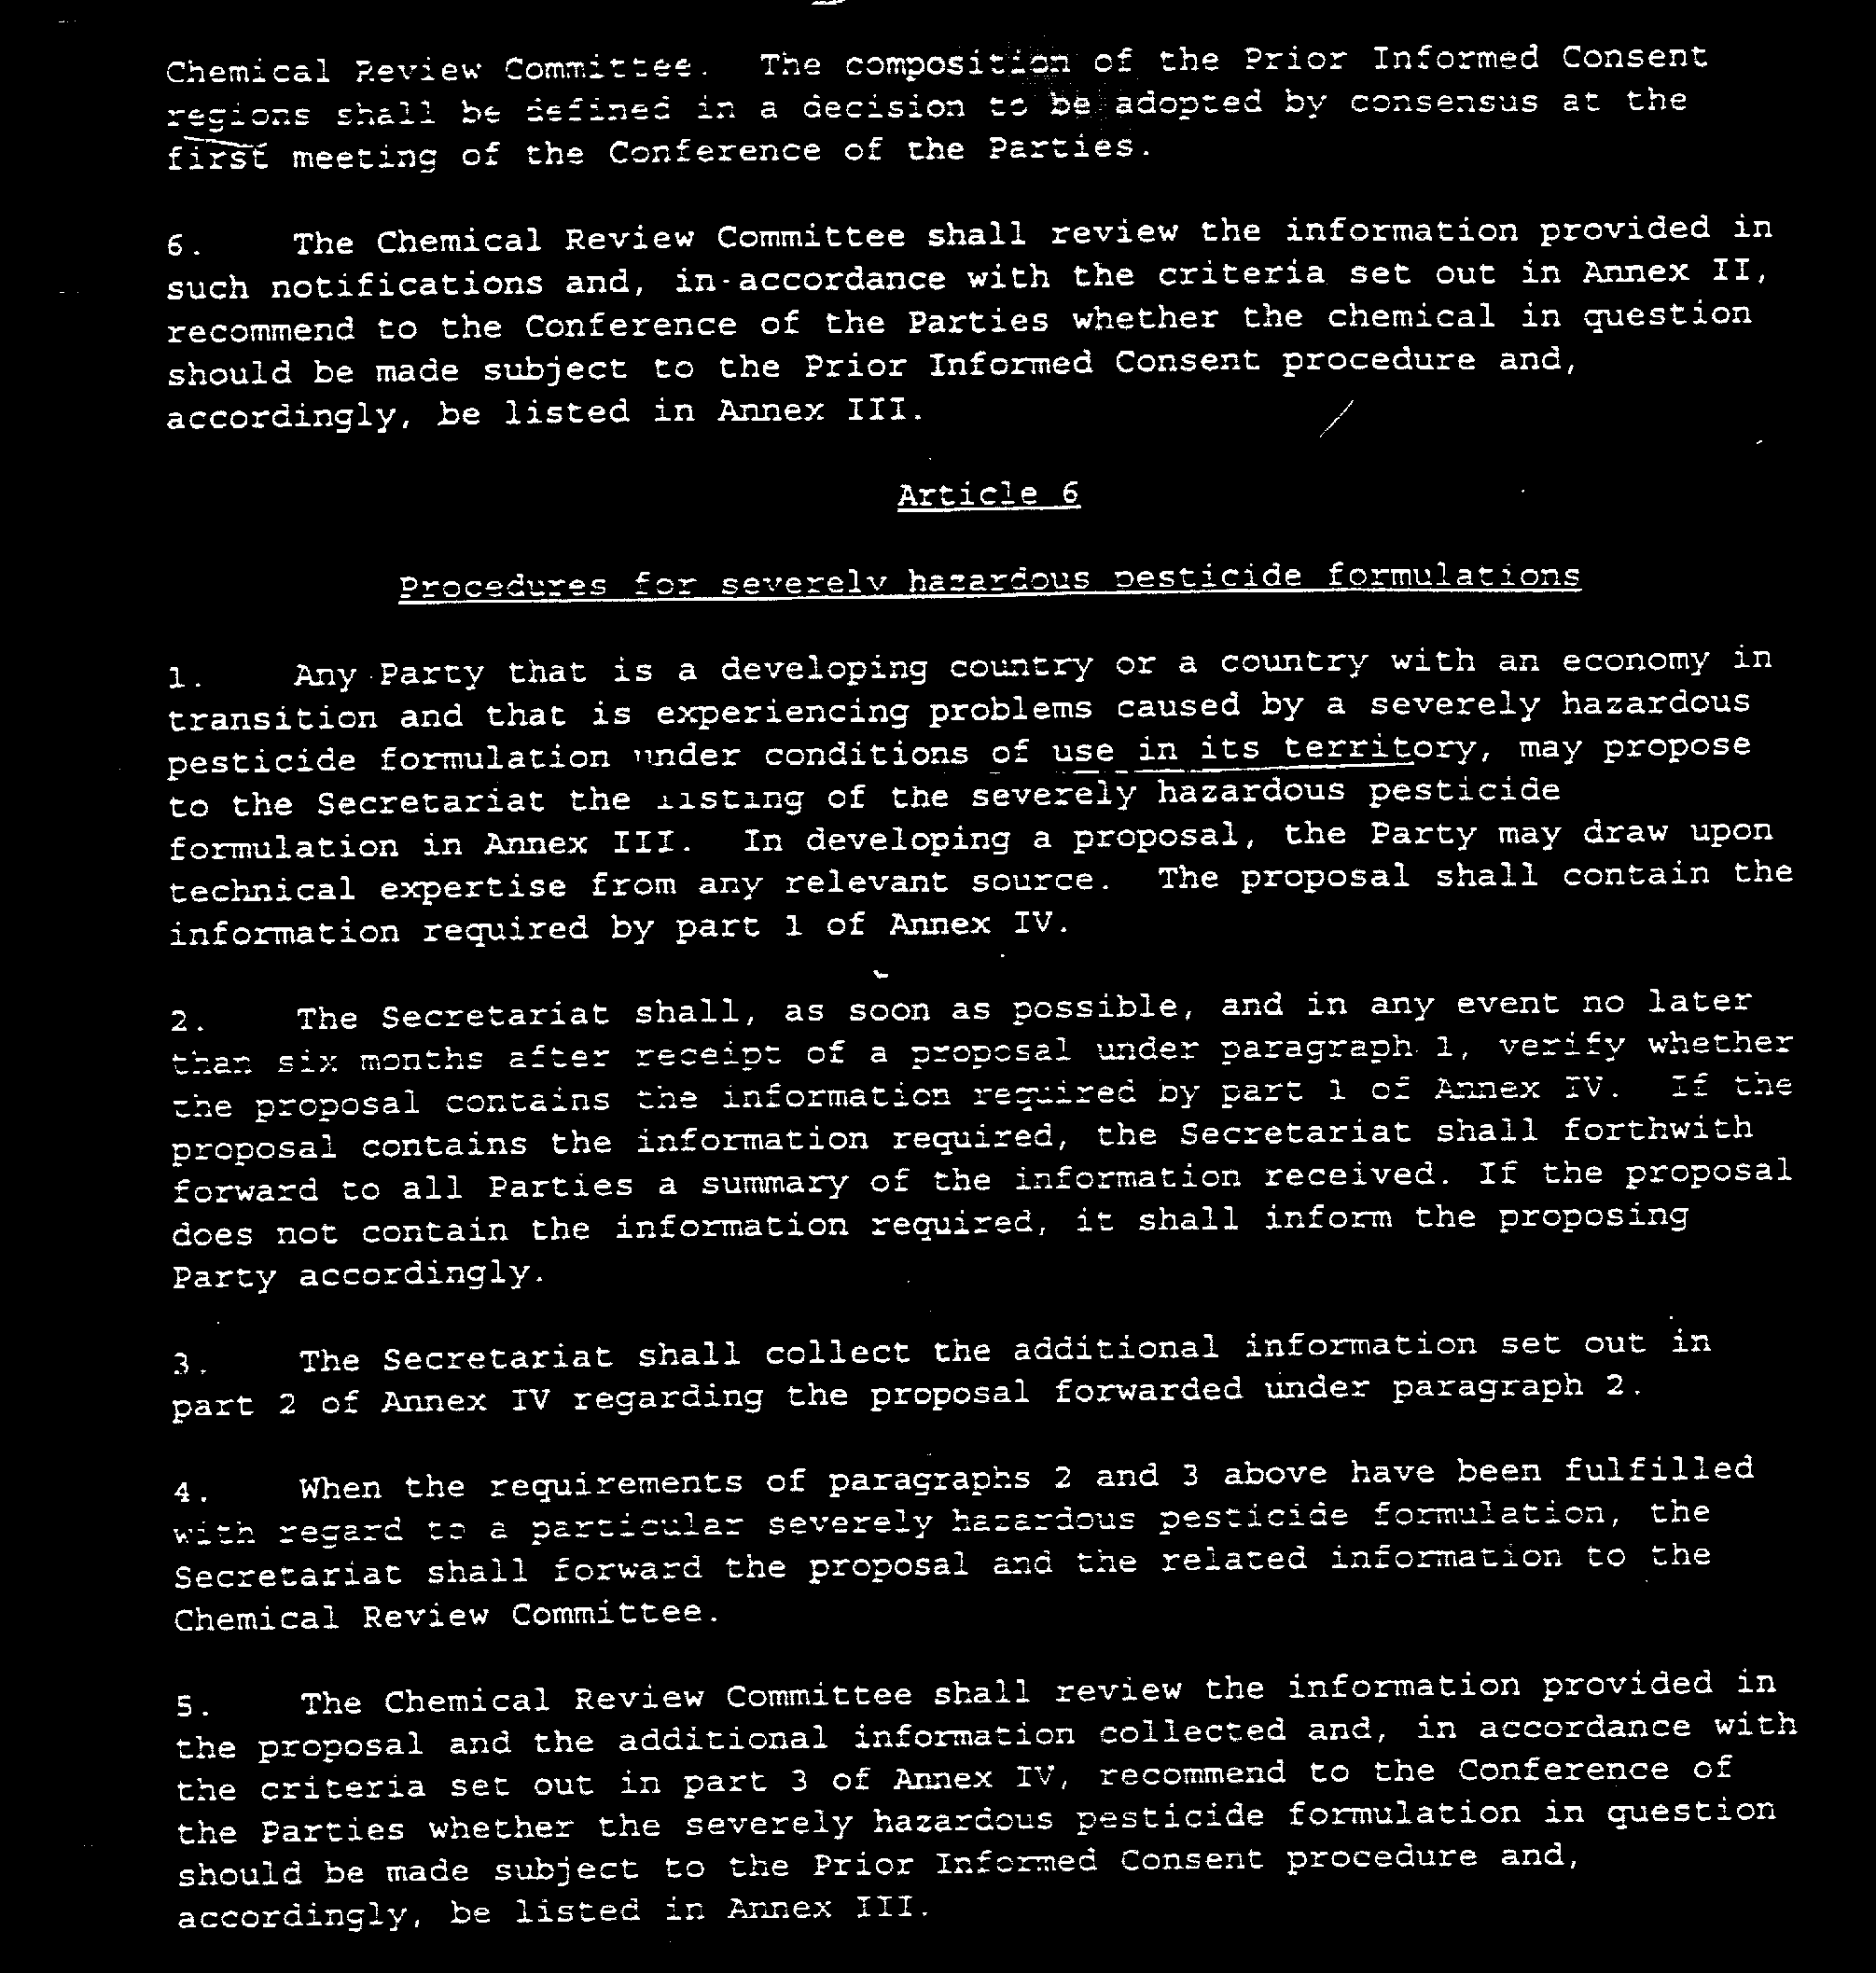 Chemical Review Committee. The composition of the Prior Informed Consent
regions shall be defined in a decision to be adopted by consensus at the
first meeting of the Conference of the Parties.
6. The Chemical Review Committee shall review the information provided in
such notifications and, in accordance with the criteria set out in Annex II,
recommend to the Conference of the Parties whether the chemical in question
should be made subject to the Prior Informed Consent procedure and,
accordingly, be listed in Annex III.
Article 6
Procedures for severely hazardous pesticide formulations
1. Any Party that is a developing country or a country with an economy in
transition and that is experiencing problems caused by a severely hazardous
pesticide formulation under conditions of use in its territory, may propose
to the Secretariat the listing of the severely hazardous pesticide
formulation in Annex III. In developing a proposal, the Party may draw upon
technical expertise from any relevant source. The proposal shall contain the
information required by part 1 of Annex IV.
2. The Secretariat shall, as soon as possible, and in any event no later
than six months after receipt of a proposal under paragraph 1, verify whether
the proposal contains the information required by part 1 of Annex IV. If the
proposal contains the information required, the Secretariat shall forthwith
forward to all Parties a summary of the information received. If the proposal
does not contain the information required, it shall inform the proposing
Party accordingly.
3. The Secretariat shall collect the additional information set out in
part 2 of Annex IV regarding the proposal forwarded under paragraph 2.
4. When the requirements of paragraphs 2 and 3 above have been fulfilled
with regard to a particular severely hazardous pesticide formulation, the
Secretariat shall forward the proposal and the related information to the
Chemical Review Committee.
5. The Chemical Review Committee shall review the information provided in
the proposal and the additional information collected and, in accordance with
the criteria set out in part 3 of Annex IV, recommend to the Conference of
the Parties whether the severely hazardous pesticide formulation in question
should be made subject to the Prior Informed Consent procedure and,
accordingly, be listed in Annex III.